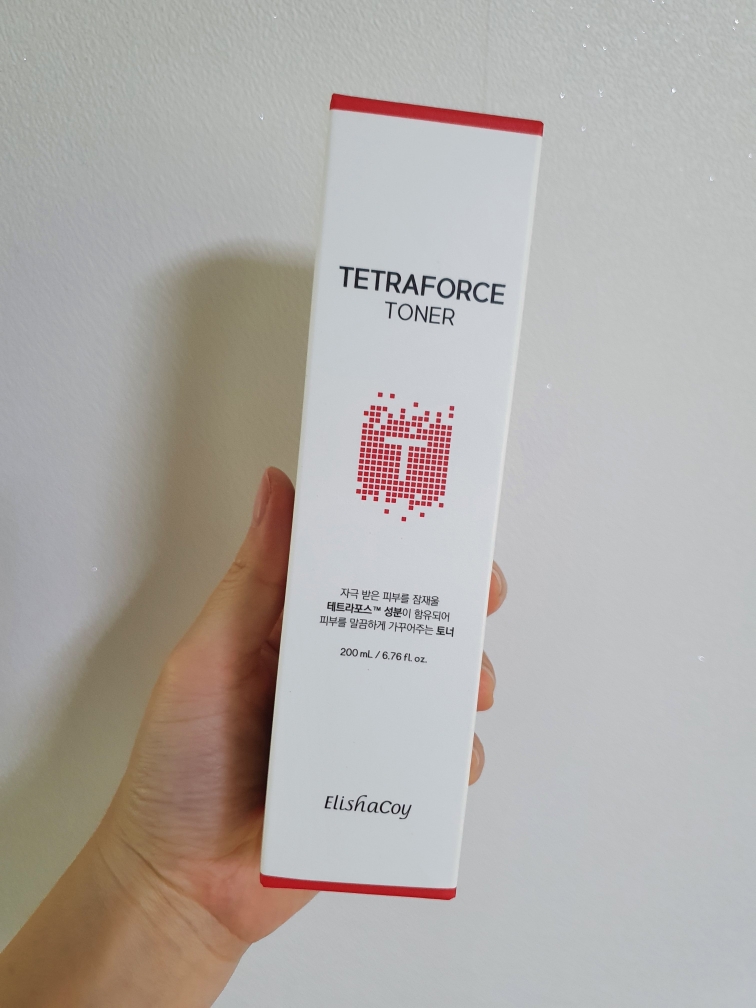 TETRAFORCE
TONER
T
자극 받은 피부를 잠재울
테트라포스™ 성분이 함유되어
피부를 말끔하게 가꾸어주는 토너
200 mL / 6.76 fl. oz.
ElishaCoy